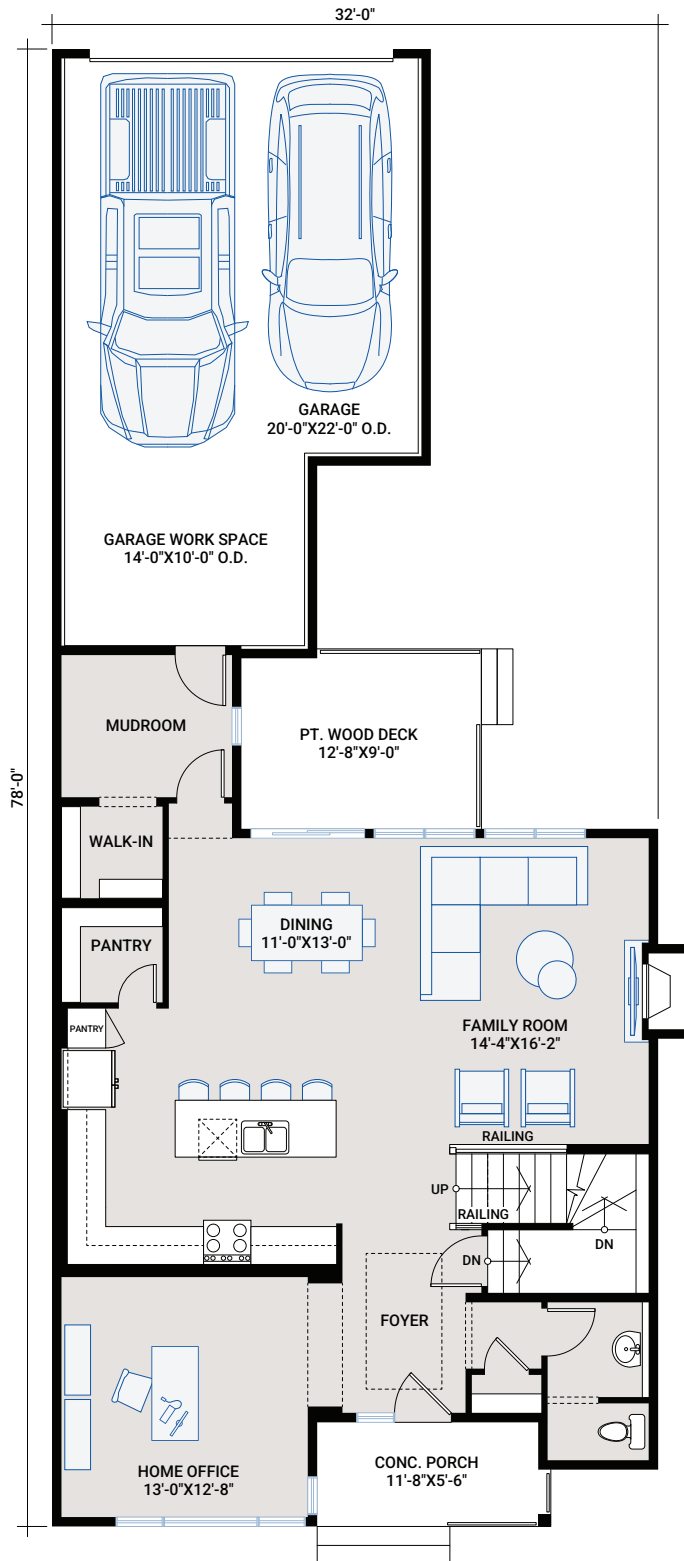 32'-0"
GARAGE
20'-0"X22'-0" O.D.
GARAGE WORK SPACE
14'-0"X10'-0" O.D.
MUDROOM
PT. WOOD DECK
12'-8"X9'-0"
78'-0"
WALK-IN
DINING
11'-0"X13'-0"
PANTRY
PANTRY
FAMILY ROOM
14'-4"X16'-2"
RAILING
UP
RAILING
DN
DN
FOYER
CONC. PORCH
11'-8"X5'-6"
HOME OFFICE
13'-0"X12'-8"